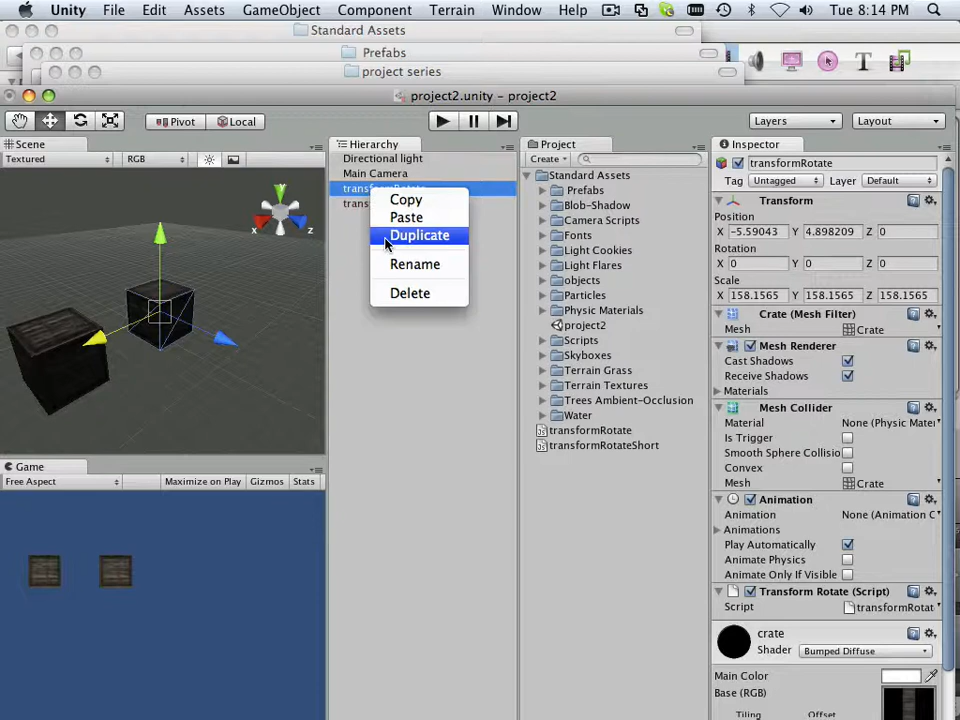 Unity File Edit Assets GameObject Component Terrain Window Help Tue 8:14 PM
Standard Assets
Prefabs
project series
project2.unity – project2
Pivot Local Layers Layout
Scene
Textured RGB
Hierarchy
Directional light
Main Camera
Copy
Paste
Duplicate
Rename
Delete
Project
Create
Standard Assets
Prefabs
Blob-Shadow
Camera Scripts
Fonts
Light Cookies
Light Flares
objects
Particles
Physic Materials
project2
Scripts
Skyboxes
Terrain Grass
Terrain Textures
Trees Ambient-Occlusion
Water
transformRotate
transformRotateShort
Inspector
transformRotate
Tag Untagged Layer Default
Transform
Position
X -5.59043 Y 4.898209 Z 0
Rotation
X 0 Y 0 Z 0
Scale
X 158.1565 Y 158.1565 Z 158.1565
Crate (Mesh Filter)
Mesh Crate
Mesh Renderer
Cast Shadows
Receive Shadows
Materials
Mesh Collider
Material None (Physic Mater
Is Trigger
Smooth Sphere Collisio
Convex
Mesh Crate
Animation
Animation None (Animation C
Animations
Play Automatically
Animate Physics
Animate Only If Visible
Transform Rotate (Script)
Script transformRotat
crate
Shader Bumped Diffuse
Main Color
Base (RGB)
Tiling Offset
Game
Free Aspect Maximize on Play Gizmos Stats
x y z